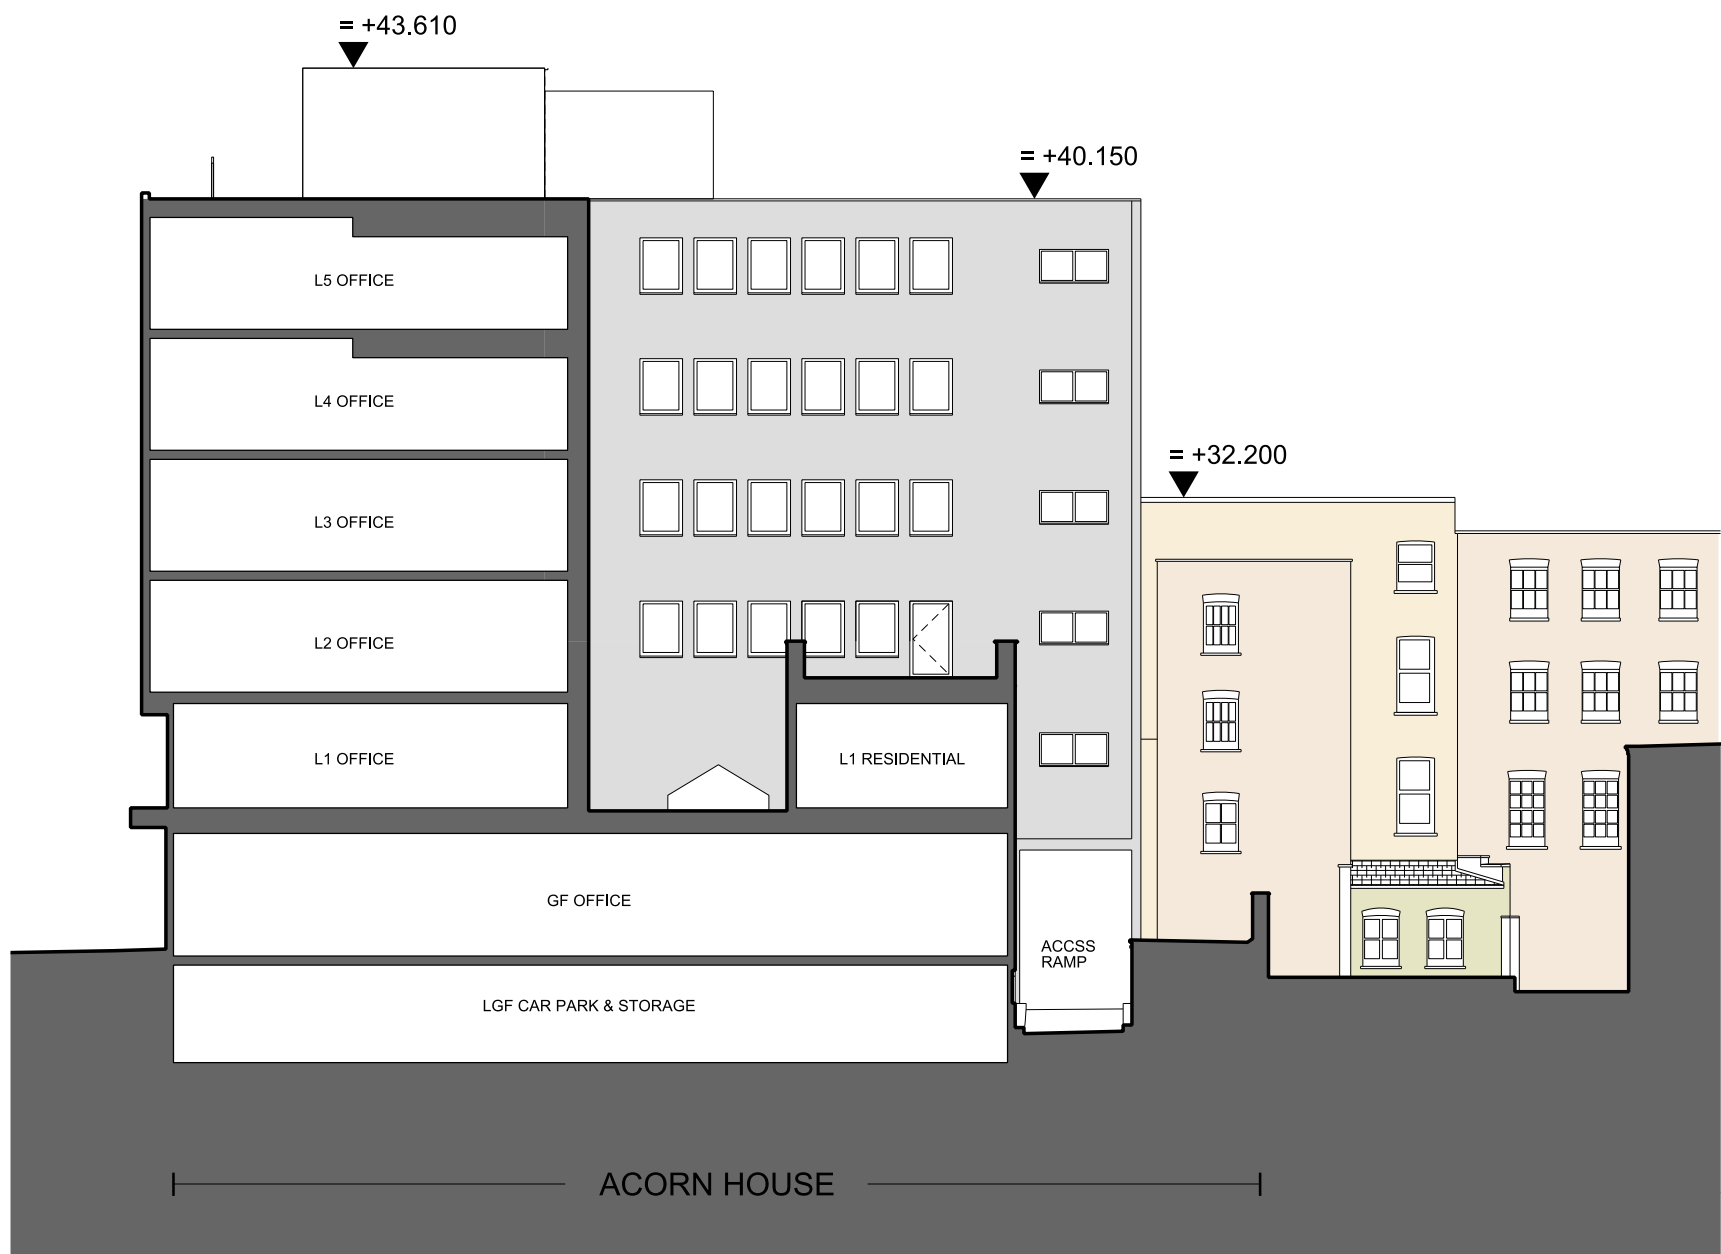 = +43.610
= +40.150
L5 OFFICE
L4 OFFICE
= +32.200
L3 OFFICE
L2 OFFICE
L1 OFFICE
L1 RESIDENTIAL
GF OFFICE
ACCSS
RAMP
LGF CAR PARK & STORAGE
ACORN HOUSE